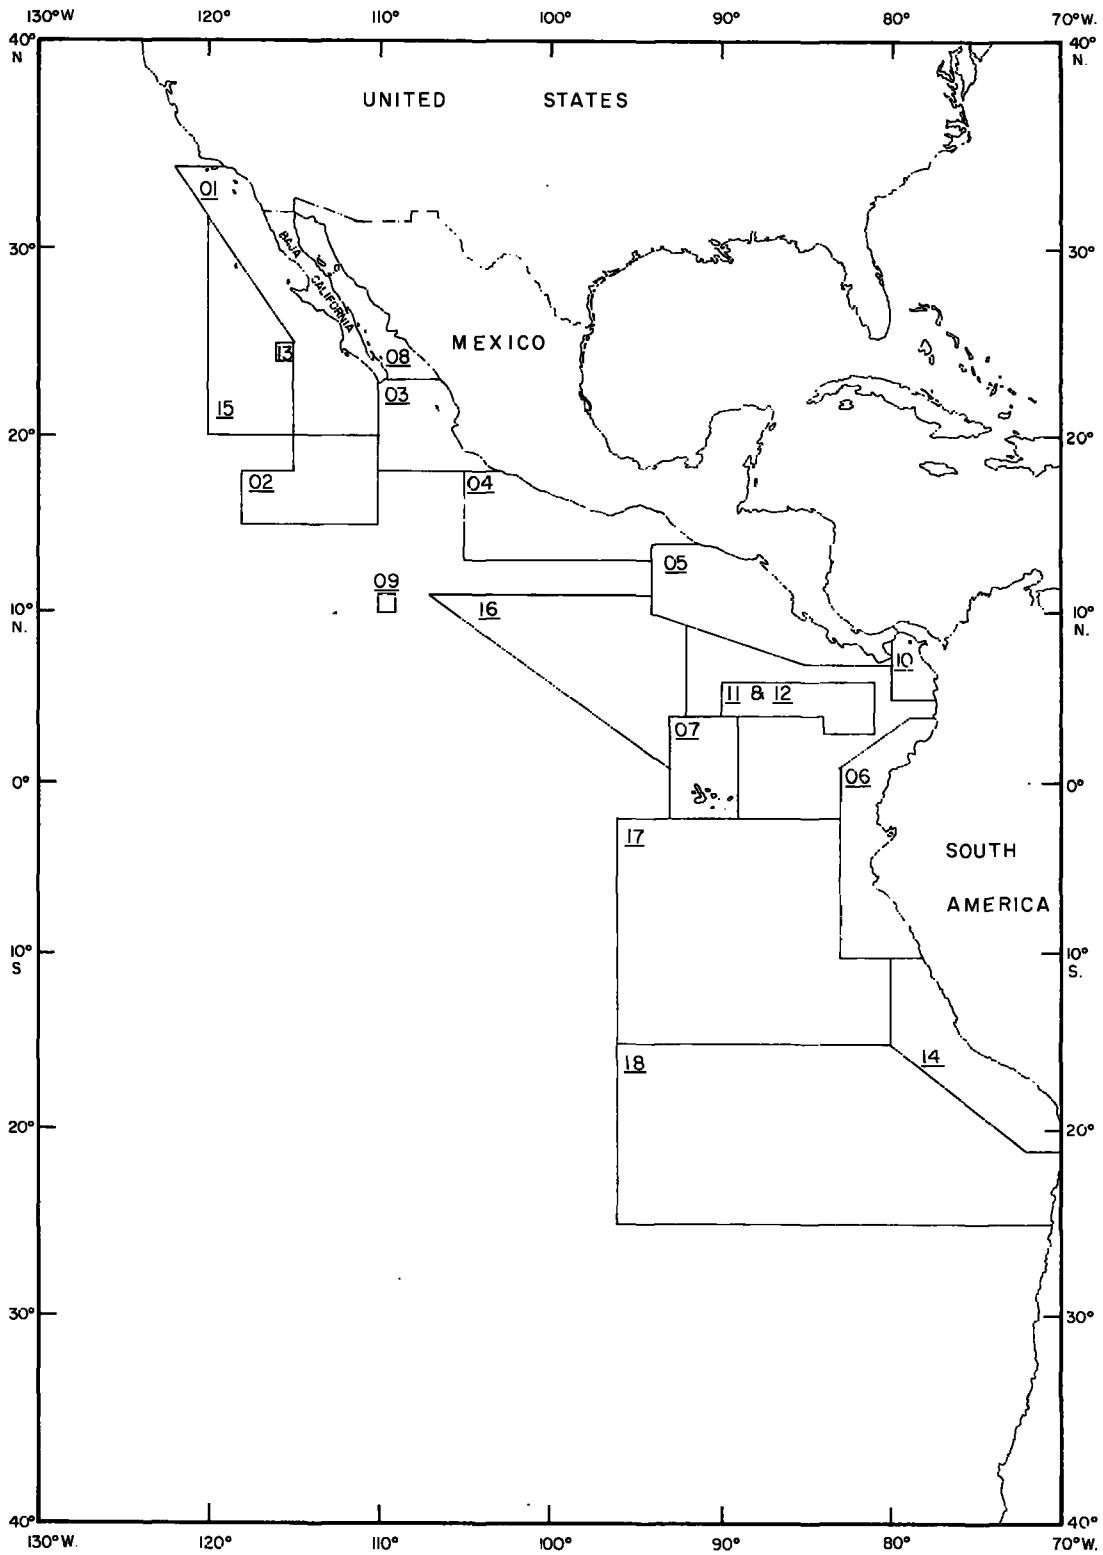 130°W 120° 110° 100° 90° 80° 70°W.
40° N 40° N.
UNITED STATES
01
30° 30°
BAJA CALIFORNIA
MEXICO
13
08
03
15
20° 20°
02
04
05
09
16
10° N. 10° N.
10
11 & 12
07
06
0° 0°
17
SOUTH
AMERICA
10° S 10° S.
14
18
20° 20°
30° 30°
40° 40°
130°W. 120° 110° 100° 90° 80° 70°W.